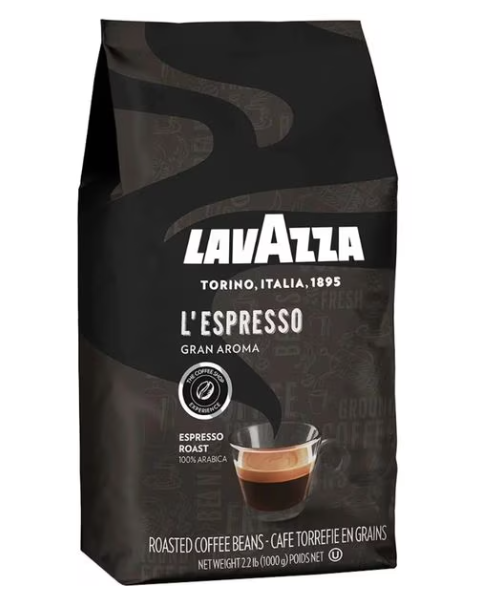 LAVAZZA
TORINO, ITALIA, 1895
L'ESPRESSO
GRAN AROMA
THE COFFEE SHOP
EXPERIENCE
ESPRESSO
ROAST
100% ARABICA
ROASTED COFFEE BEANS - CAFE TORREFIE EN GRAINS
NET WEIGHT 2.2 lb (1000 g) POIDS NET U